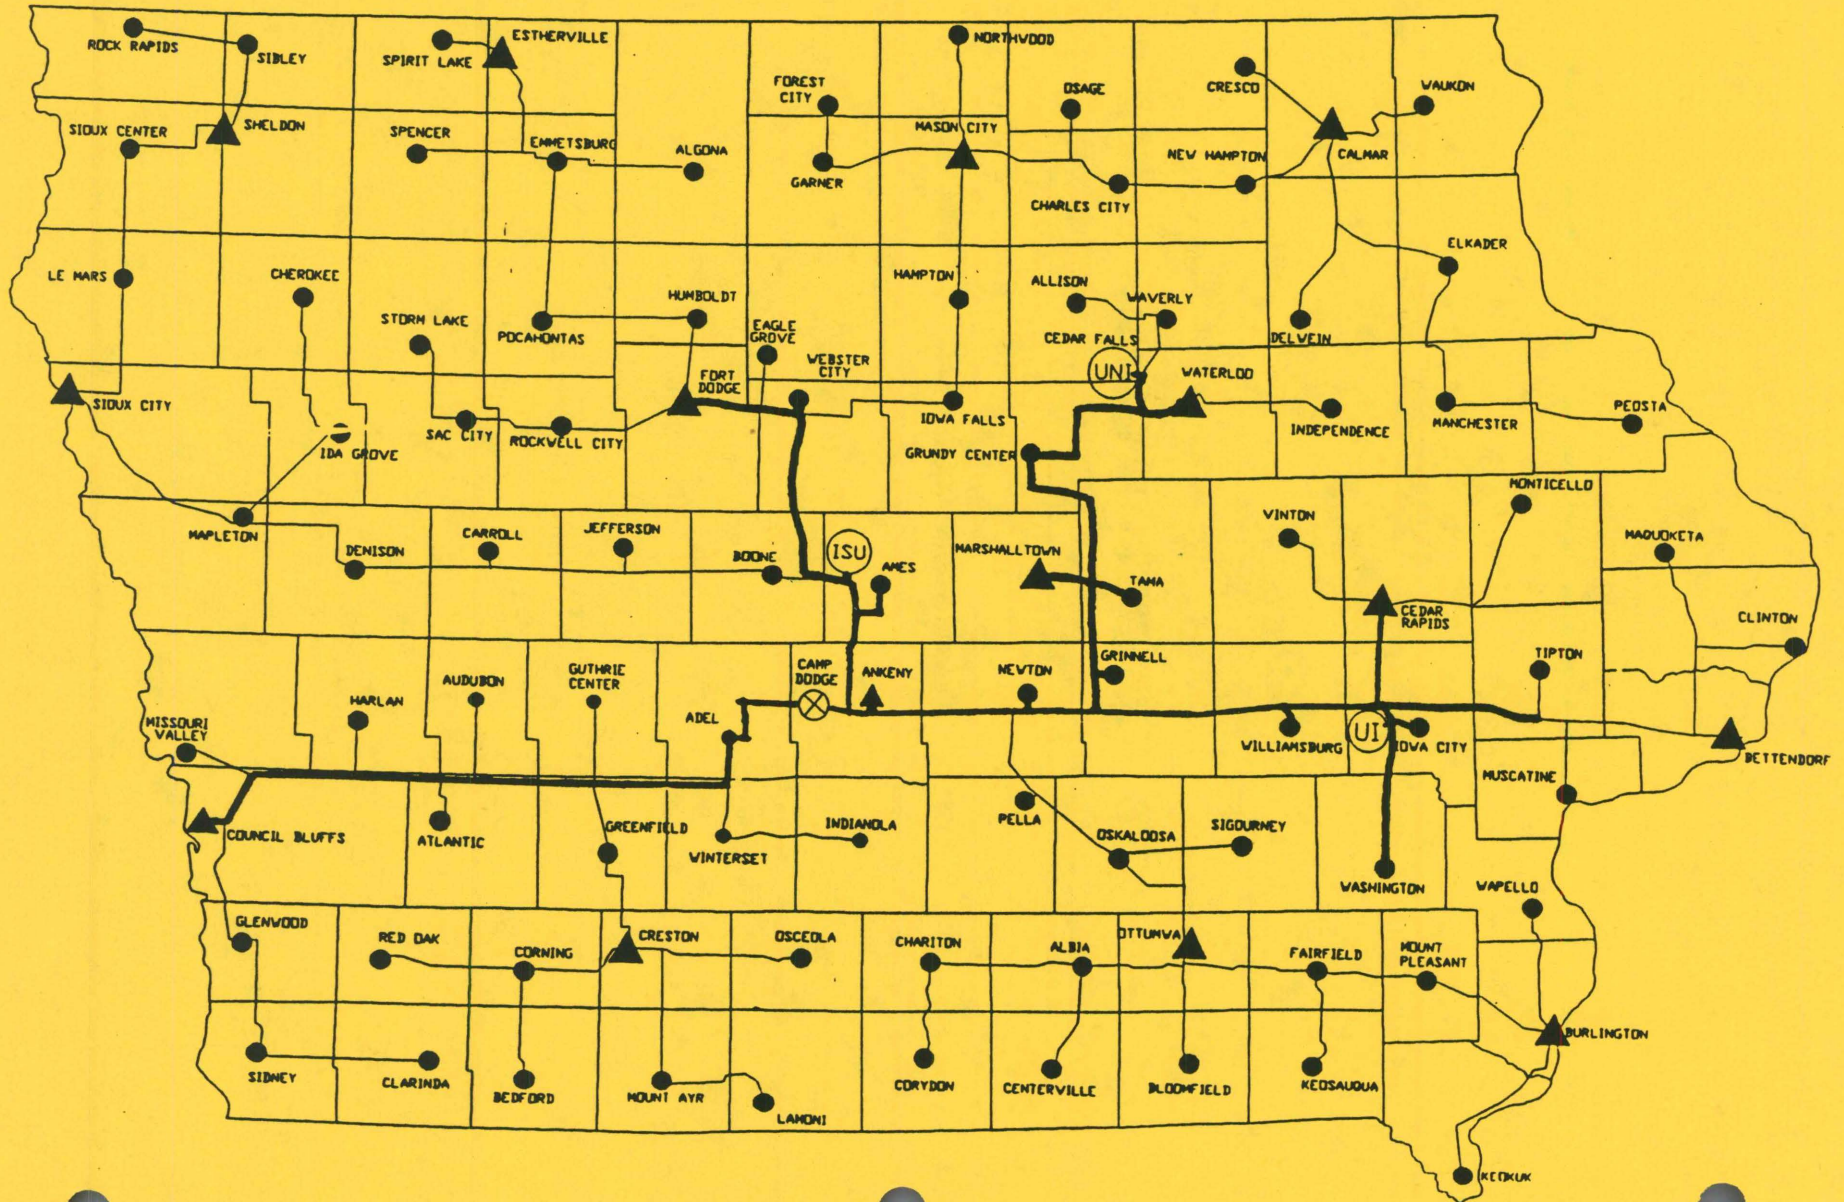 ROCK RAPIDS
SIBLEY
SPIRIT LAKE
ESTHERVILLE
NORTHWOOD
FOREST
CITY
OSAGE
CRESCO
WAUKON
SIOUX CENTER
SHELDON
SPENCER
EMMETSBURG
ALGONA
GARNER
MASON CITY
NEW HAMPTON
CALMAR
CHARLES CITY
ELKADER
LE MARS
CHEROKEE
STORM LAKE
POCAHONTAS
HUMBOLDT
HAMPTON
ALLISON
WAVERLY
OELWEIN
EAGLE
GROVE
WEBSTER
CITY
CEDAR FALLS
UNI
WATERLOO
SIOUX CITY
IDA GROVE
SAC CITY
ROCKWELL CITY
FORT
DODGE
IOWA FALLS
GRUNDY CENTER
INDEPENDENCE
MANCHESTER
PEOSTA
MAPLETON
DENISON
CARROLL
JEFFERSON
BOONE
ISU
AMES
MARSHALLTOWN
TAMA
VINTON
CEDAR
RAPIDS
MONTICELLO
MAQUOKETA
CLINTON
MISSOURI
VALLEY
HARLAN
AUDUBON
GUTHRIE
CENTER
ADEL
CAMP
DODGE
ANKENY
NEWTON
GRINNELL
WILLIAMSBURG
UI
IOWA CITY
TIPTON
BETTENDORF
MUSCATINE
COUNCIL BLUFFS
ATLANTIC
GREENFIELD
WINTERSET
INDIANOLA
PELLA
OSKALOOSA
SIGOURNEY
WASHINGTON
WAPELLO
GLENWOOD
RED OAK
CORNING
CRESTON
OSCEOLA
CHARITON
ALBIA
OTTUMWA
FAIRFIELD
MOUNT
PLEASANT
BURLINGTON
SIDNEY
CLARINDA
BEDFORD
MOUNT AYR
LAMONI
CORYDON
CENTERVILLE
BLOOMFIELD
KEOSAUQUA
KEOKUK